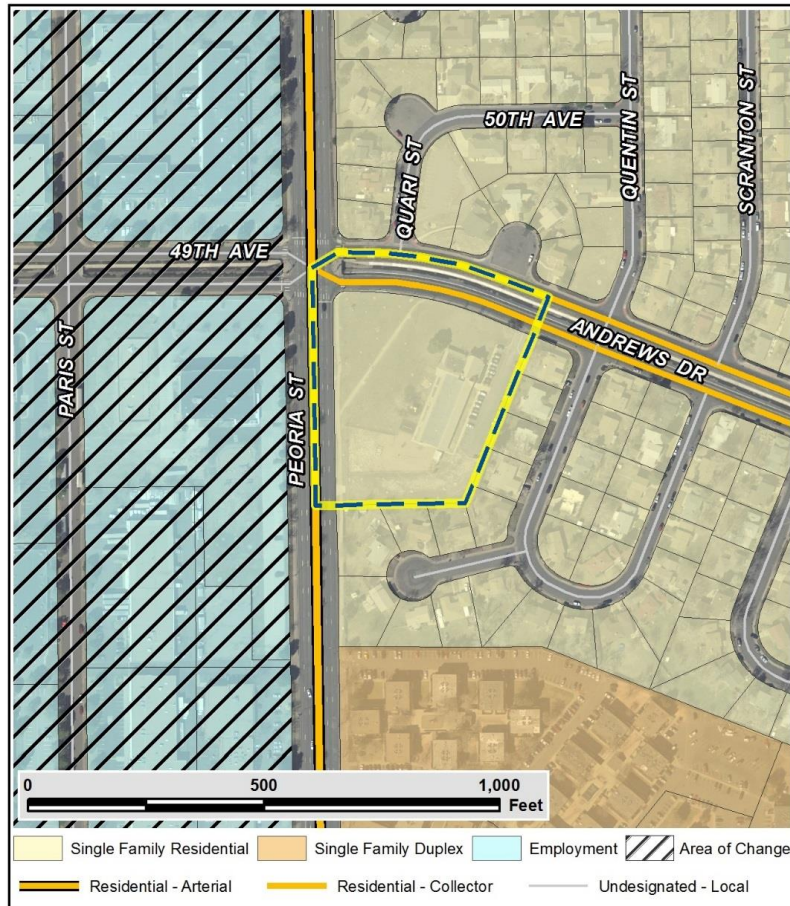 50TH AVE
QUARI ST
QUENTIN ST
SCRANTON ST
49TH AVE
PARIS ST
PEORIA ST
ANDREWS DR
0 500 1,000
Feet
Single Family Residential Single Family Duplex Employment Area of Change
Residential - Arterial Residential - Collector Undesignated - Local